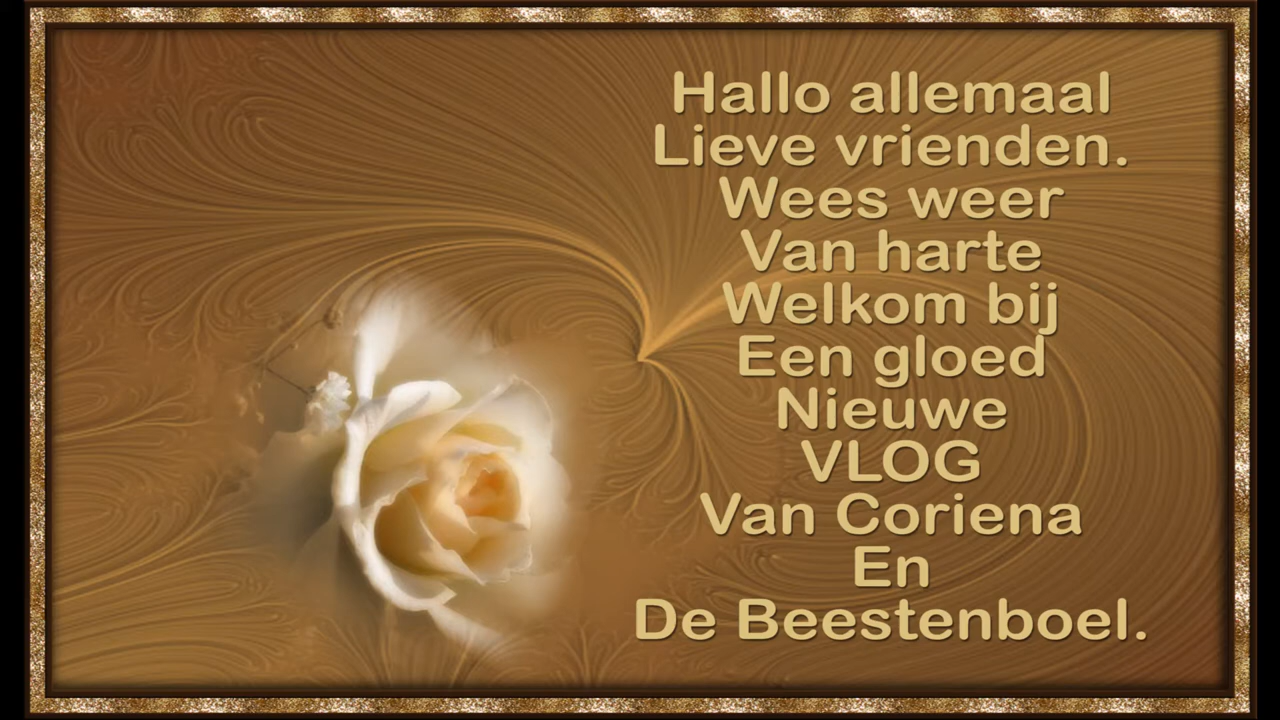 Hallo allemaal
Lieve vrienden.
Wees weer
Van harte
Welkom bij
Een gloed
Nieuwe
VLOG
Van Coriena
En
De Beestenboel.